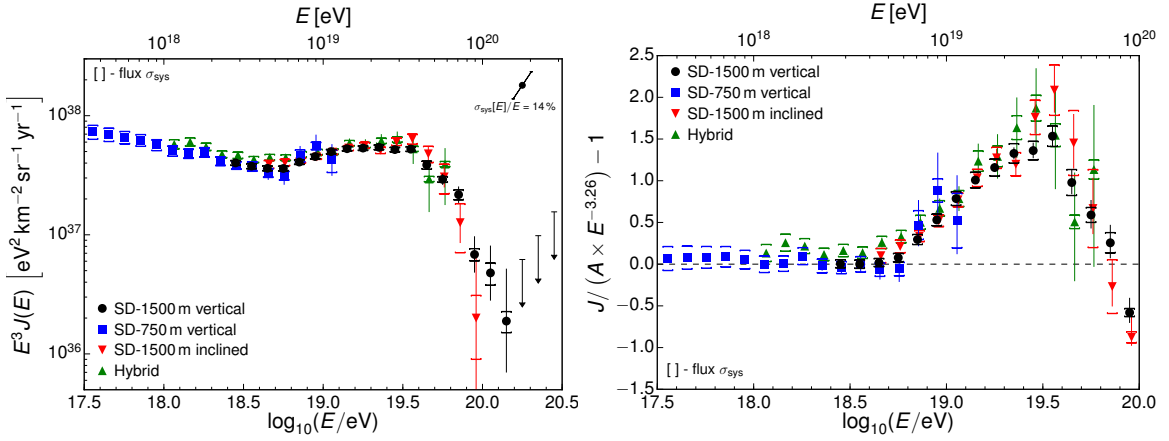 E [eV]
10^18 10^19 10^20
[ ] - flux σ_sys
σ_sys[E]/E = 14 %
E^3 J(E) [eV^2 km^−2 sr^−1 yr^−1]
10^38
10^37
10^36
SD-1500 m vertical
SD-750 m vertical
SD-1500 m inclined
Hybrid
17.5 18.0 18.5 19.0 19.5 20.0 20.5
log_10(E/eV)
E [eV]
10^18 10^19 10^20
SD-1500 m vertical
SD-750 m vertical
SD-1500 m inclined
Hybrid
J/ (A × E^−3.26) − 1
2.5
2.0
1.5
1.0
0.5
0.0
−0.5
−1.0
−1.5
[ ] - flux σ_sys
17.5 18.0 18.5 19.0 19.5 20.0
log_10(E/eV)